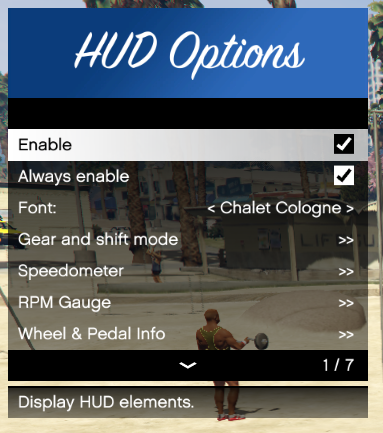 HUD Options
Enable
Always enable
Font: < Chalet Cologne >
Gear and shift mode >>
Speedometer >>
RPM Gauge >>
Wheel & Pedal Info >>
1 / 7
Display HUD elements.